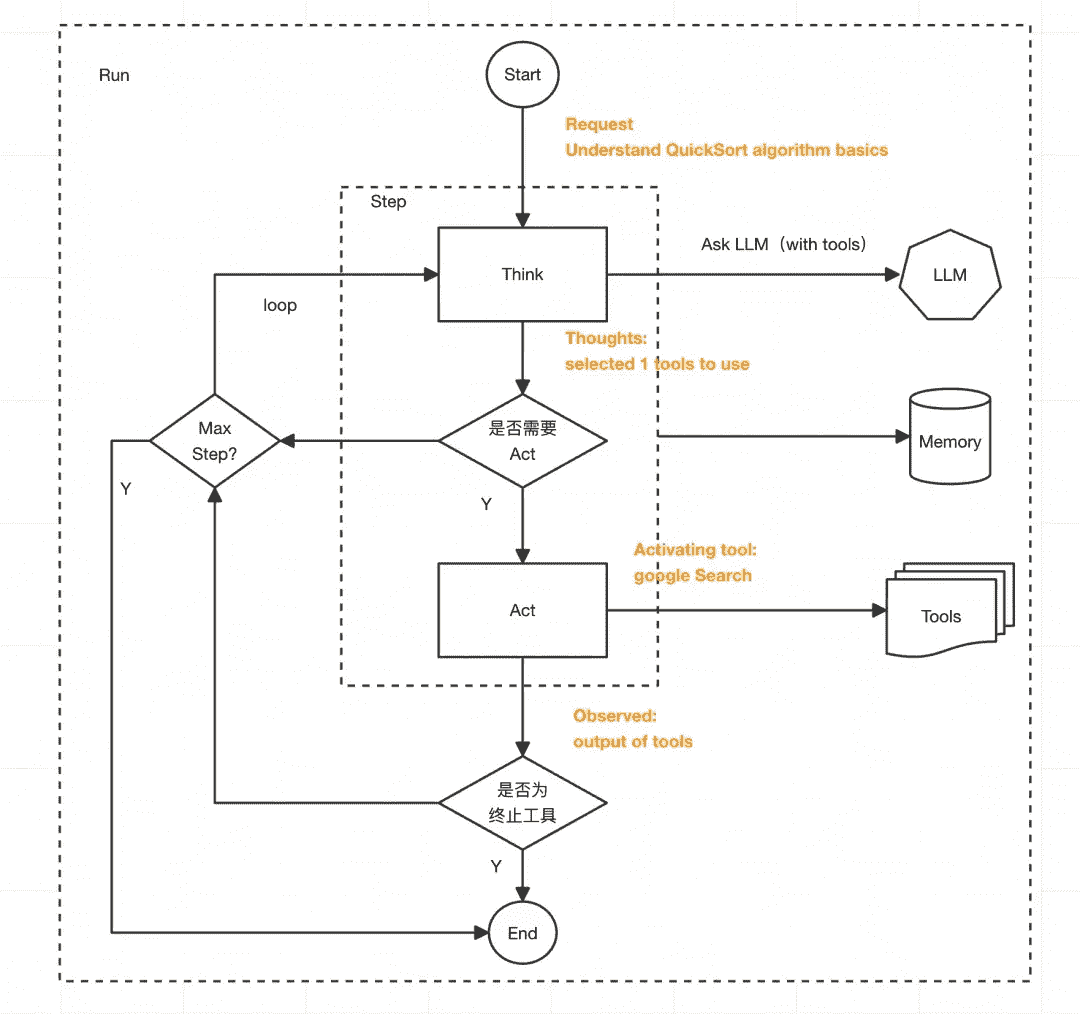 Run
Start
Request
Understand QuickSort algorithm basics
Step
Think
Ask LLM（with tools）
LLM
loop
Thoughts:
selected 1 tools to use
Max
Step?
是否需要
Act
Memory
Y
Y
Activating tool:
google Search
Act
Tools
Observed:
output of tools
是否为
终止工具
Y
End